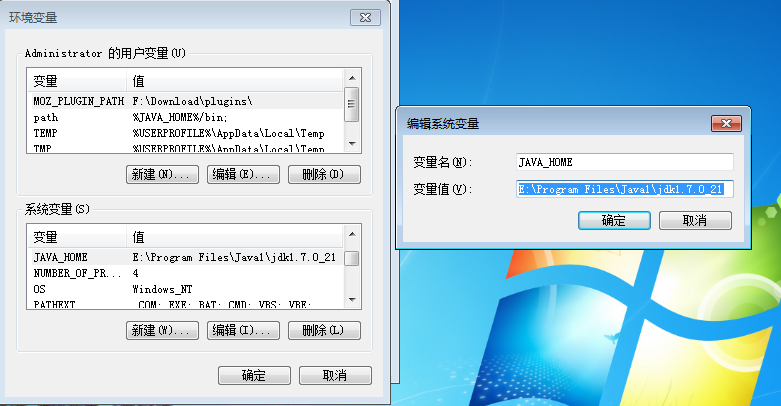 环境变量
Administrator 的用户变量(U)
变量 值
MOZ_PLUGIN_PATH F:\Download\plugins\
path %JAVA_HOME%/bin;
TEMP %USERPROFILE%\AppData\Local\Temp
TMP %USERPROFILE%\AppData\Local\Temp
新建(N)... 编辑(E)... 删除(D)
系统变量(S)
变量 值
JAVA_HOME E:\Program Files\Java1\jdk1.7.0_21
NUMBER_OF_PR... 4
OS Windows_NT
PATHEXT .COM;.EXE;.BAT;.CMD;.VBS;.VBE;
新建(W)... 编辑(I)... 删除(L)
确定 取消
编辑系统变量
变量名(N): JAVA_HOME
变量值(V): E:\Program Files\Java1\jdk1.7.0_21
确定 取消